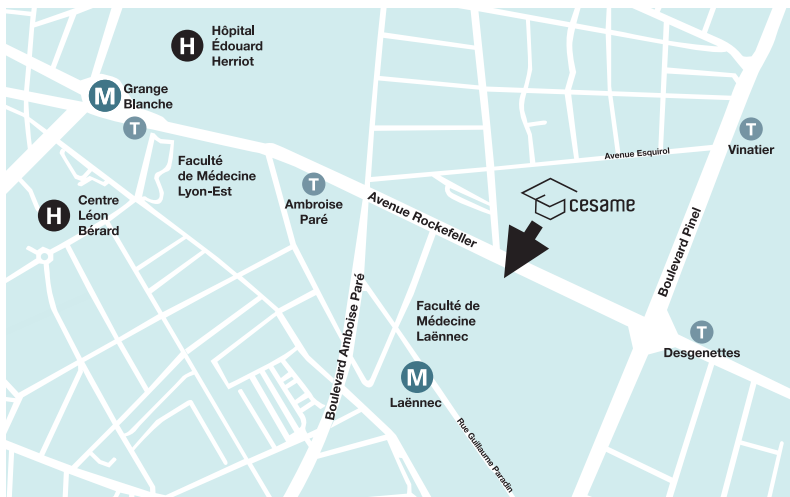 H
Hôpital
Édouard
Herriot
M
Grange
Blanche
T
Faculté
de Médecine
Lyon-Est
H
Centre
Léon
Bérard
T
Ambroise
Paré
Avenue Rockefeller
Avenue Esquirol
T
Vinatier
cesame
Boulevard Pinel
Boulevard Amboise Paré
Faculté de
Médecine
Laënnec
M
Laënnec
T
Desgenettes
Rue Guillaume Paradin